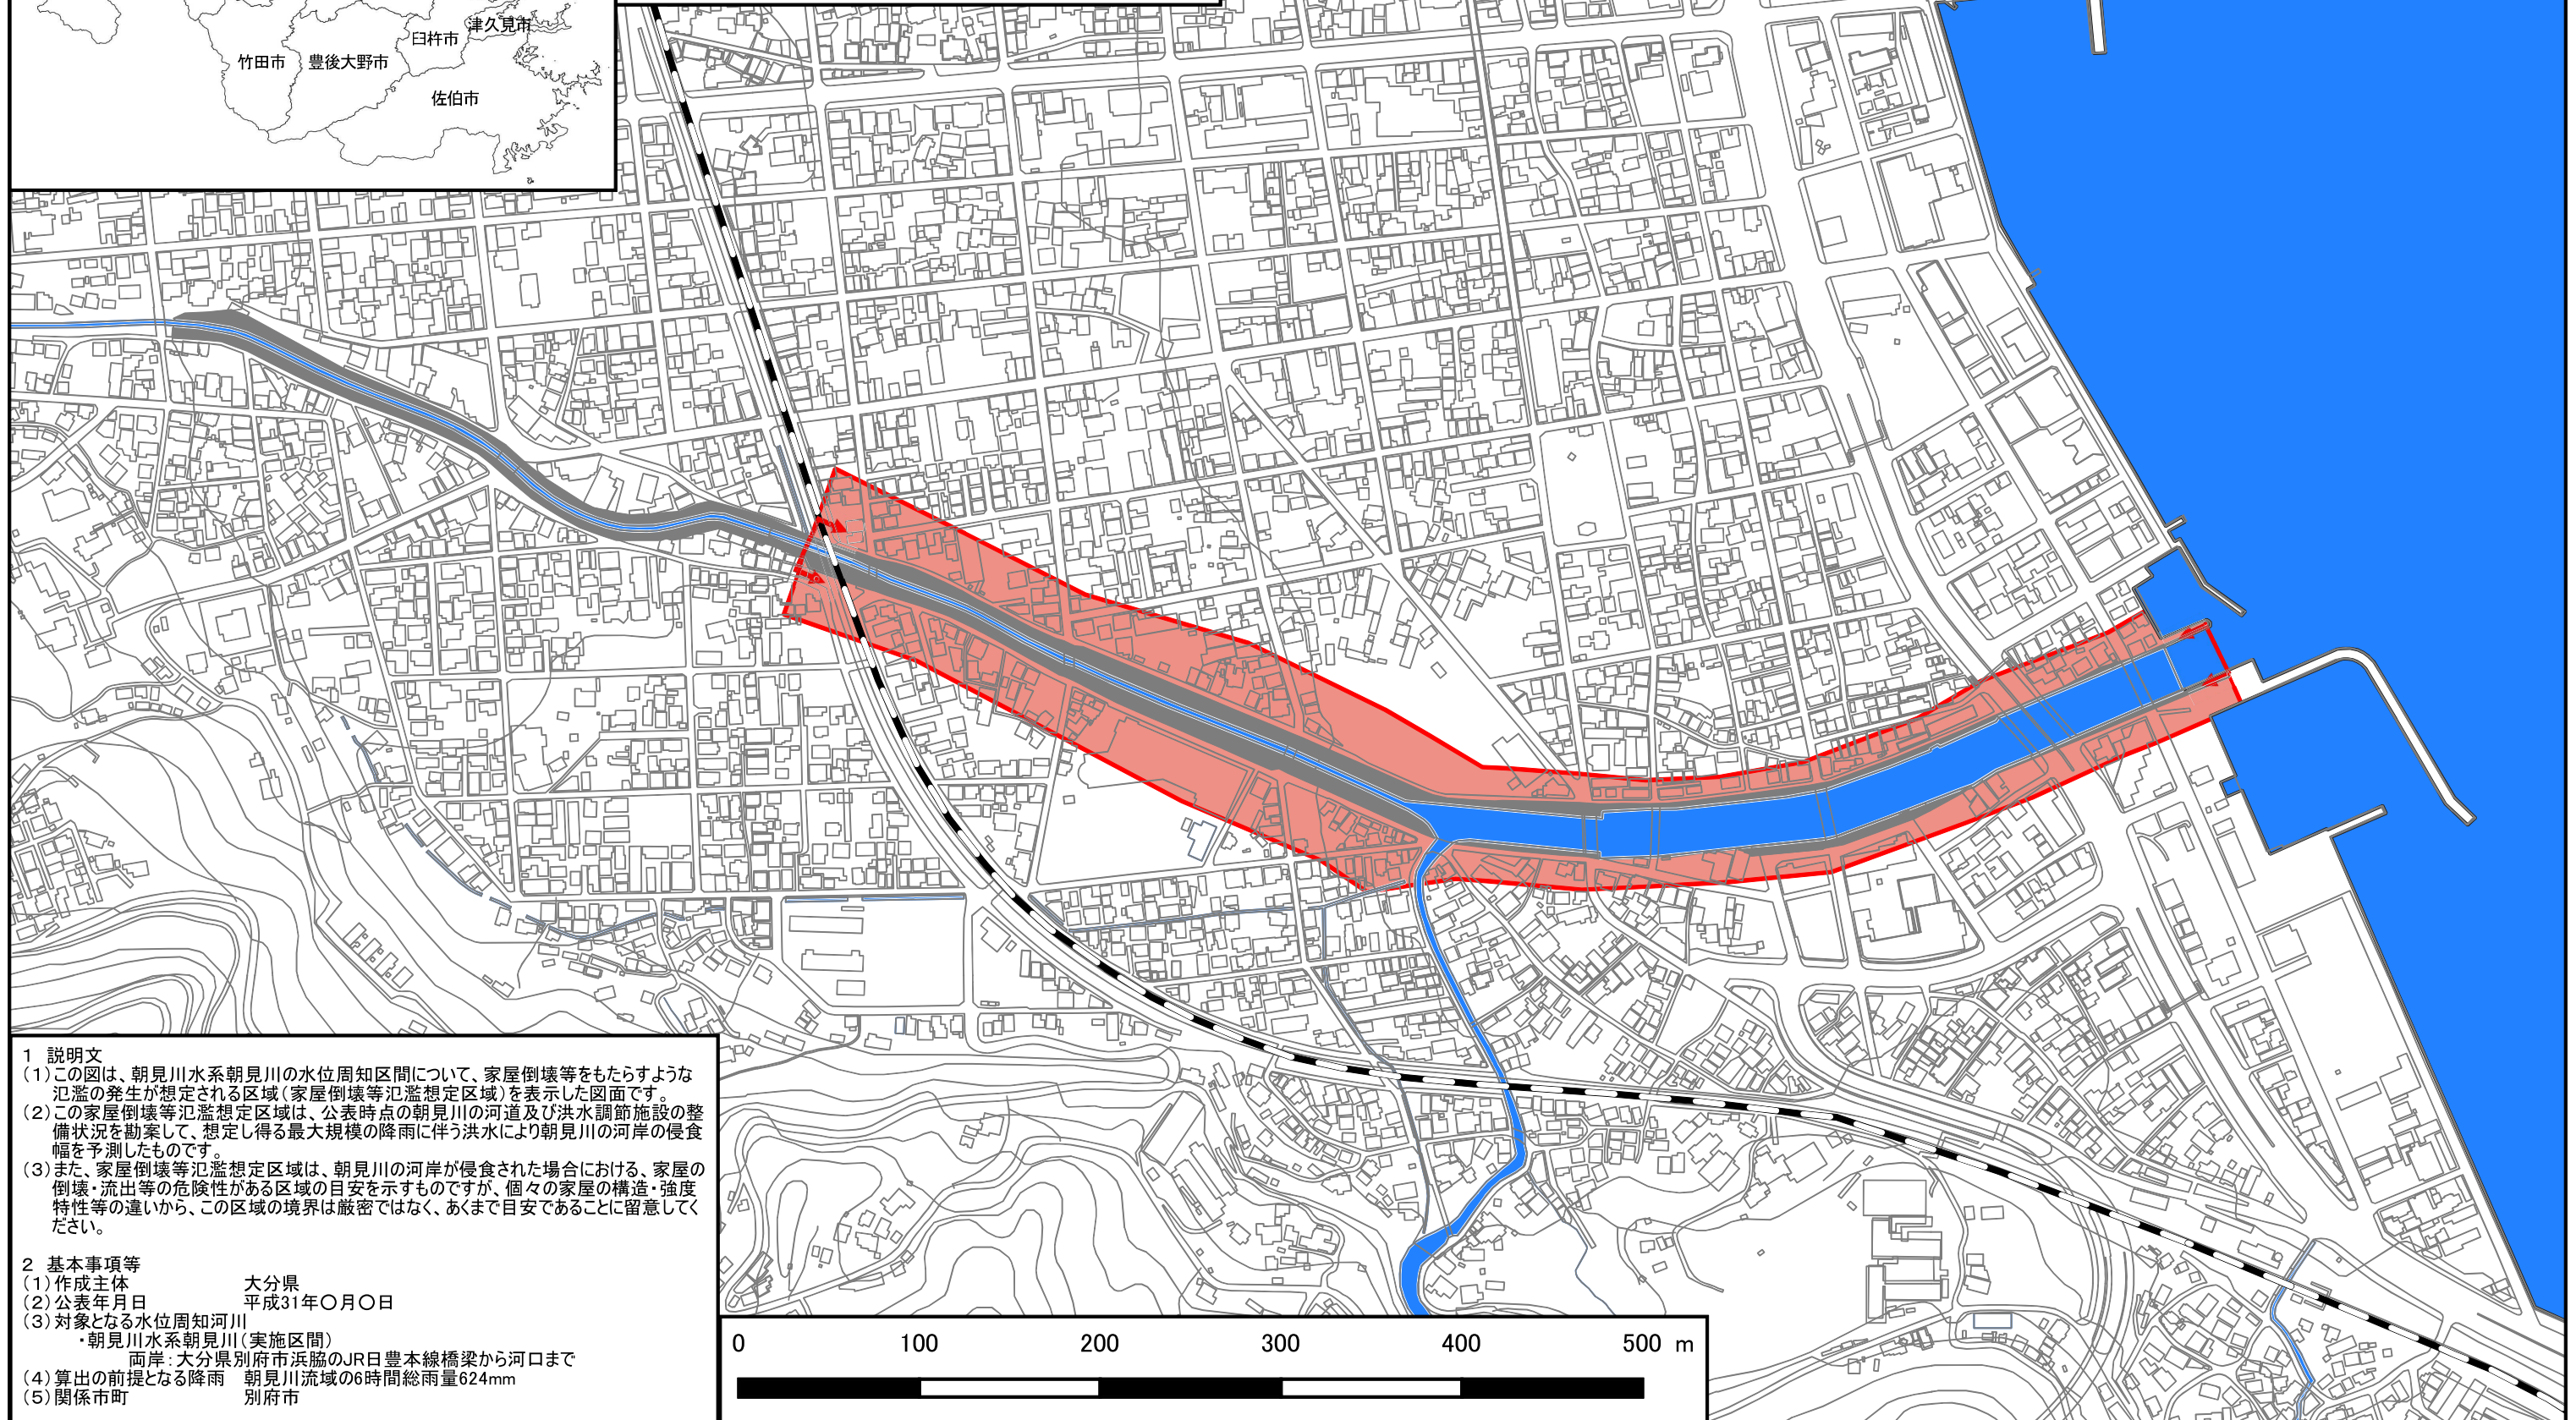 津久見市
臼杵市
竹田市 豊後大野市
佐伯市
1 説明文
(1)この図は、朝見川水系朝見川の水位周知区間について、家屋倒壊等をもたらすような
氾濫の発生が想定される区域(家屋倒壊等氾濫想定区域)を表示した図面です。
(2)この家屋倒壊等氾濫想定区域は、公表時点の朝見川の河道及び洪水調節施設の整
備状況を勘案して、想定し得る最大規模の降雨に伴う洪水により朝見川の河岸の侵食
幅を予測したものです。
(3)また、家屋倒壊等氾濫想定区域は、朝見川の河岸が侵食された場合における、家屋の
倒壊・流出等の危険性がある区域の目安を示すものですが、個々の家屋の構造・強度
特性等の違いから、この区域の境界は厳密ではなく、あくまで目安であることに留意してく
ださい。
2 基本事項等
(1)作成主体 大分県
(2)公表年月日 平成31年〇月〇日
(3)対象となる水位周知河川
・朝見川水系朝見川(実施区間)
両岸:大分県別府市浜脇のJR日豊本線橋梁から河口まで
(4)算出の前提となる降雨 朝見川流域の6時間総雨量624mm
(5)関係市町 別府市
0 100 200 300 400 500 m